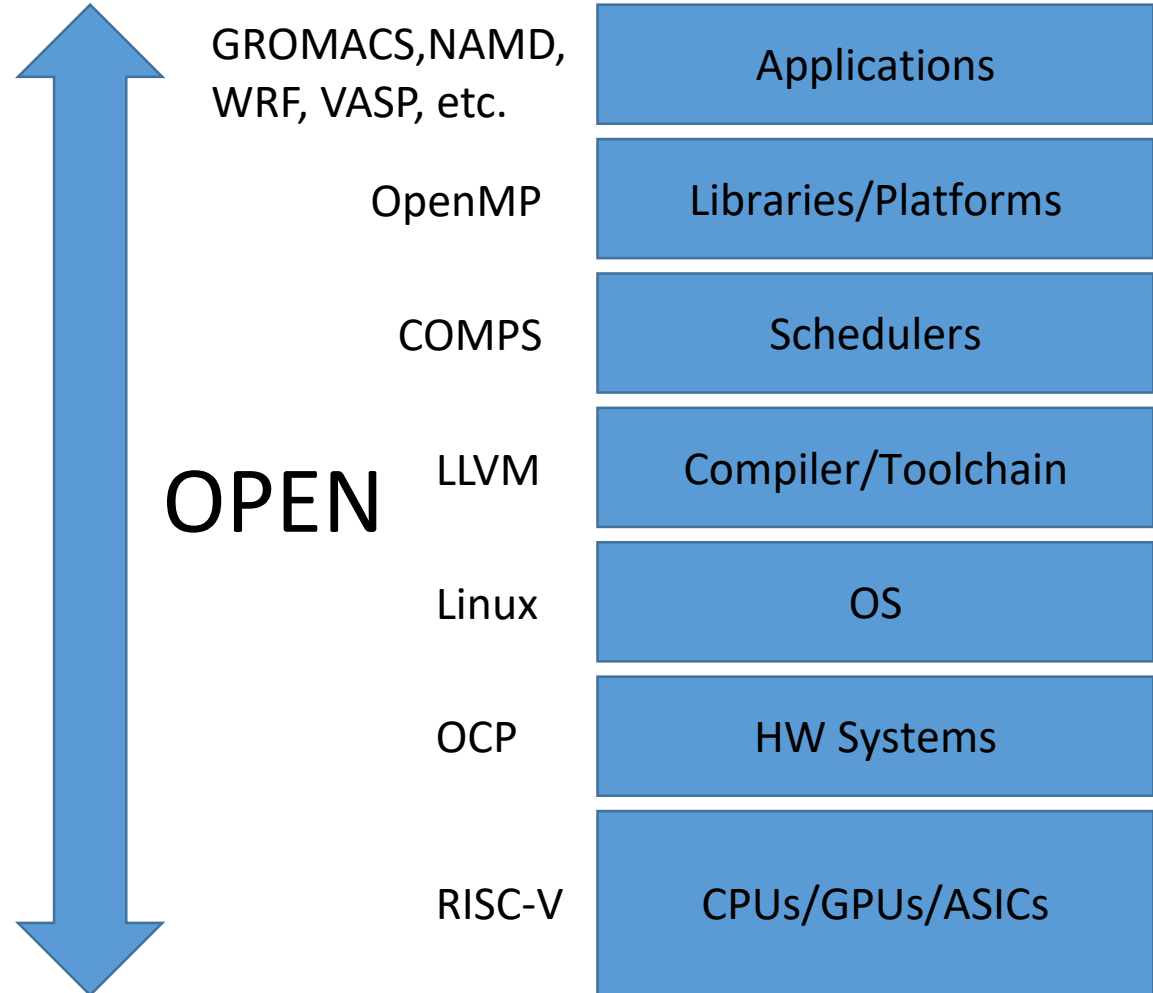 GROMACS,NAMD,
WRF, VASP, etc.
Applications
OpenMP
Libraries/Platforms
COMPS
Schedulers
OPEN
LLVM
Compiler/Toolchain
Linux
OS
OCP
HW Systems
RISC-V
CPUs/GPUs/ASICs